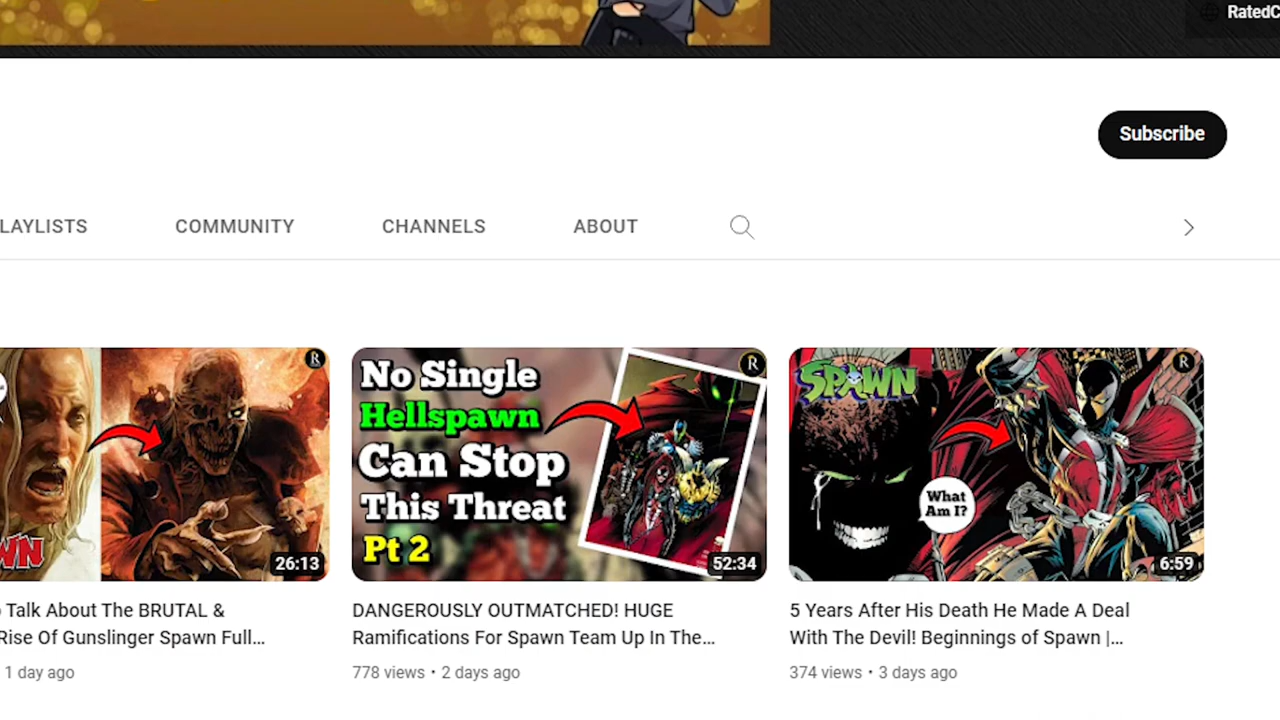 RatedC
Subscribe
LAYLISTS
COMMUNITY
CHANNELS
ABOUT
R
WN
26:13
No Single
Hellspawn
Can Stop
This Threat
Pt 2
R
52:34
SPAWN
R
What
Am I?
6:59
Talk About The BRUTAL &
Rise Of Gunslinger Spawn Full...
1 day ago
DANGEROUSLY OUTMATCHED! HUGE
Ramifications For Spawn Team Up In The...
778 views • 2 days ago
5 Years After His Death He Made A Deal
With The Devil! Beginnings of Spawn |...
374 views • 3 days ago